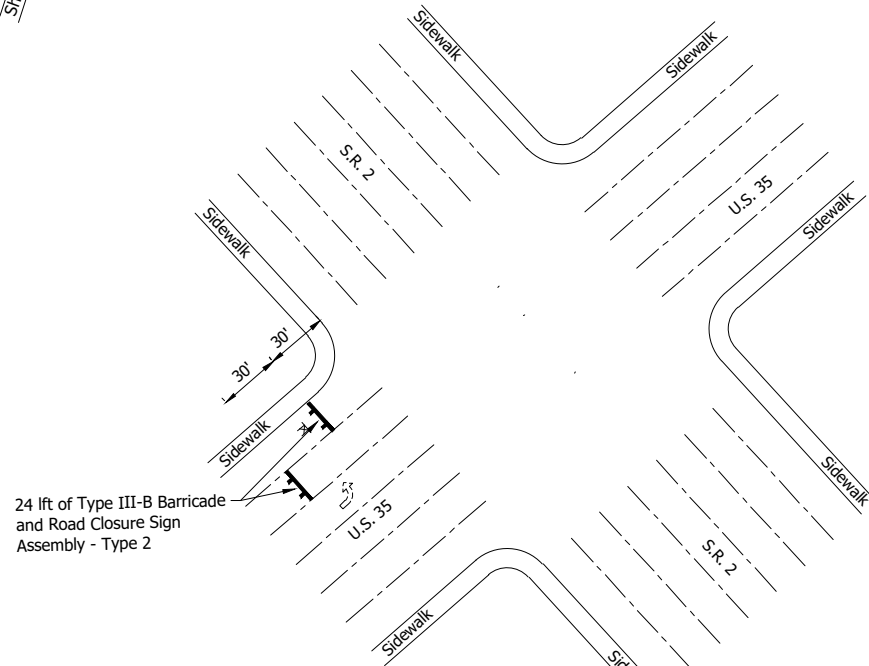 Sh
Sidewalk
Sidewalk
S.R. 2
U.S. 35
Sidewalk
Sidewalk
30'
30'
Sidewalk
24 lft of Type III-B Barricade
and Road Closure Sign
Assembly - Type 2
U.S. 35
Sidewalk
S.R. 2
Sidewalk